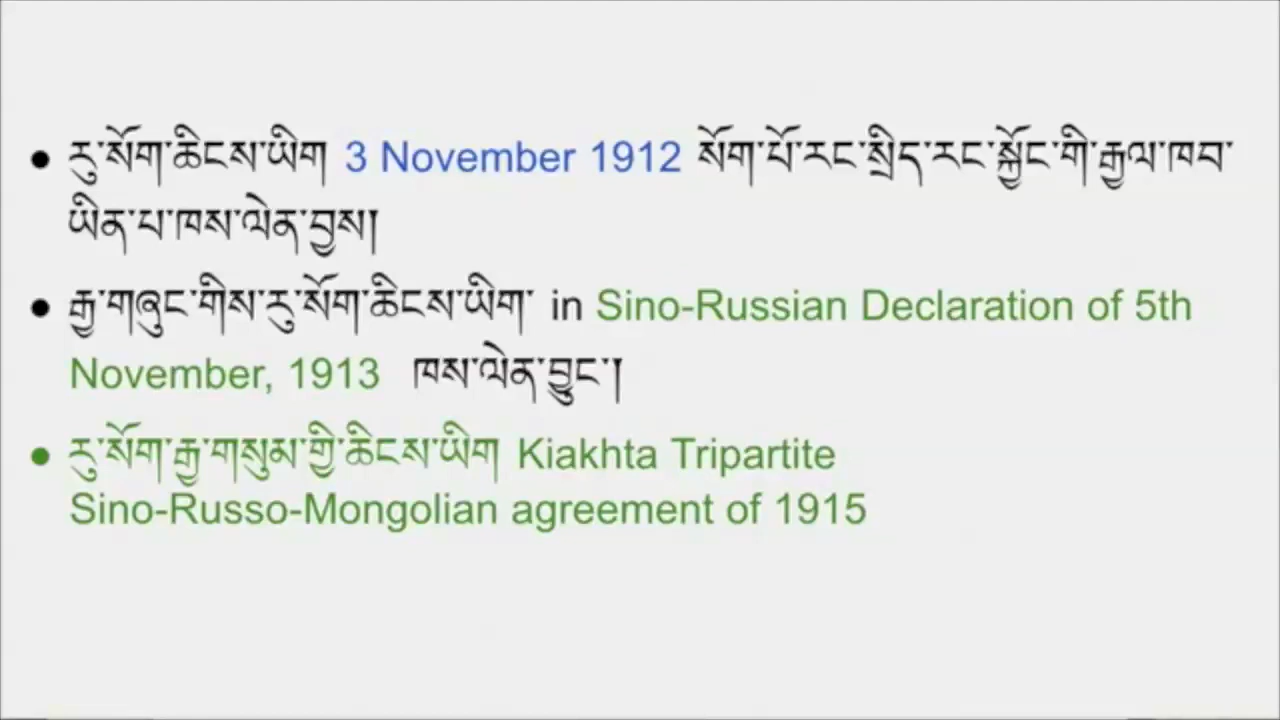 • རུ་སོག་ཆིངས་ཡིག 3 November 1912 སོག་པོ་རང་སྲིད་རང་སྐྱོང་གི་རྒྱལ་ཁབ་
ཡིན་པ་ཁས་ལེན་བྱས།
• རྒྱ་གཞུང་གིས་རུ་སོག་ཆིངས་ཡིག་ in Sino-Russian Declaration of 5th
November, 1913 ཁས་ལེན་བྱུང་།
• རུ་སོག་རྒྱ་གསུམ་གྱི་ཆིངས་ཡིག Kiakhta Tripartite
Sino-Russo-Mongolian agreement of 1915